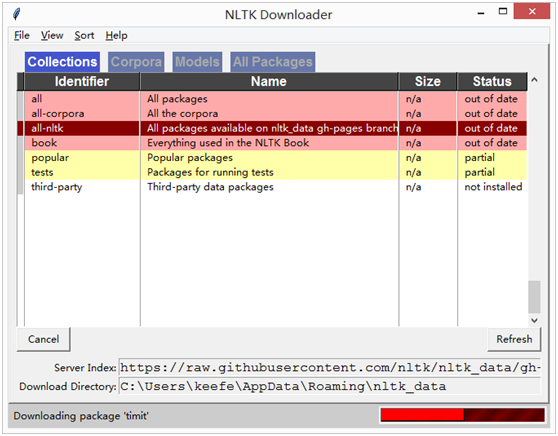 NLTK Downloader
File View Sort Help
Collections Corpora Models All Packages
Identifier Name Size Status
all All packages n/a out of date
all-corpora All the corpora n/a out of date
all-nltk All packages available on nltk_data gh-pages branch n/a out of date
book Everything used in the NLTK Book n/a out of date
popular Popular packages n/a partial
tests Packages for running tests n/a partial
third-party Third-party data packages n/a not installed
Cancel Refresh
Server Index: https://raw.githubusercontent.com/nltk/nltk_data/gh-
Download Directory: C:\Users\keefe\AppData\Roaming\nltk_data
Downloading package 'timit'